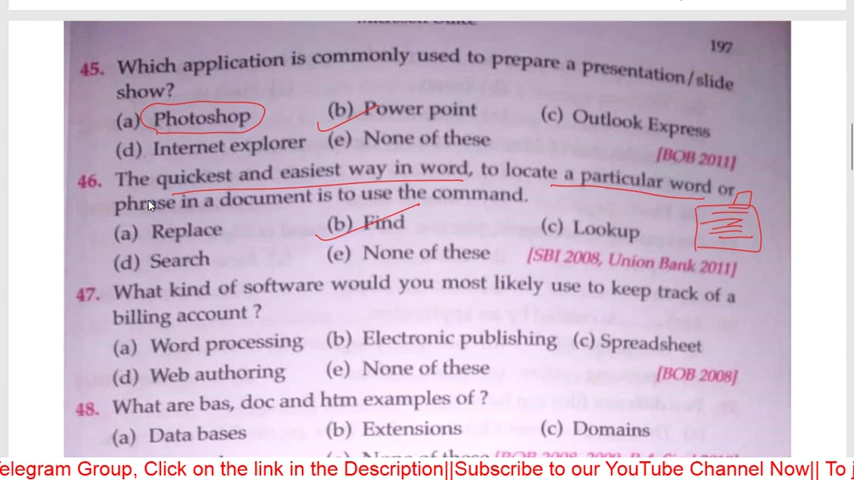 Microsoft Office
197
45. Which application is commonly used to prepare a presentation/slide
show?
(a) Photoshop (b) Power point (c) Outlook Express
(d) Internet explorer (e) None of these
[BOB 2011]
46. The quickest and easiest way in word, to locate a particular word or
phrase in a document is to use the command.
(a) Replace (b) Find (c) Lookup
(d) Search (e) None of these [SBI 2008, Union Bank 2011]
47. What kind of software would you most likely use to keep track of a
billing account ?
(a) Word processing (b) Electronic publishing (c) Spreadsheet
(d) Web authoring (e) None of these [BOB 2008]
48. What are bas, doc and htm examples of ?
(a) Data bases (b) Extensions (c) Domains
elegram Group, Click on the link in the Description||Subscribe to our YouTube Channel Now|| To j